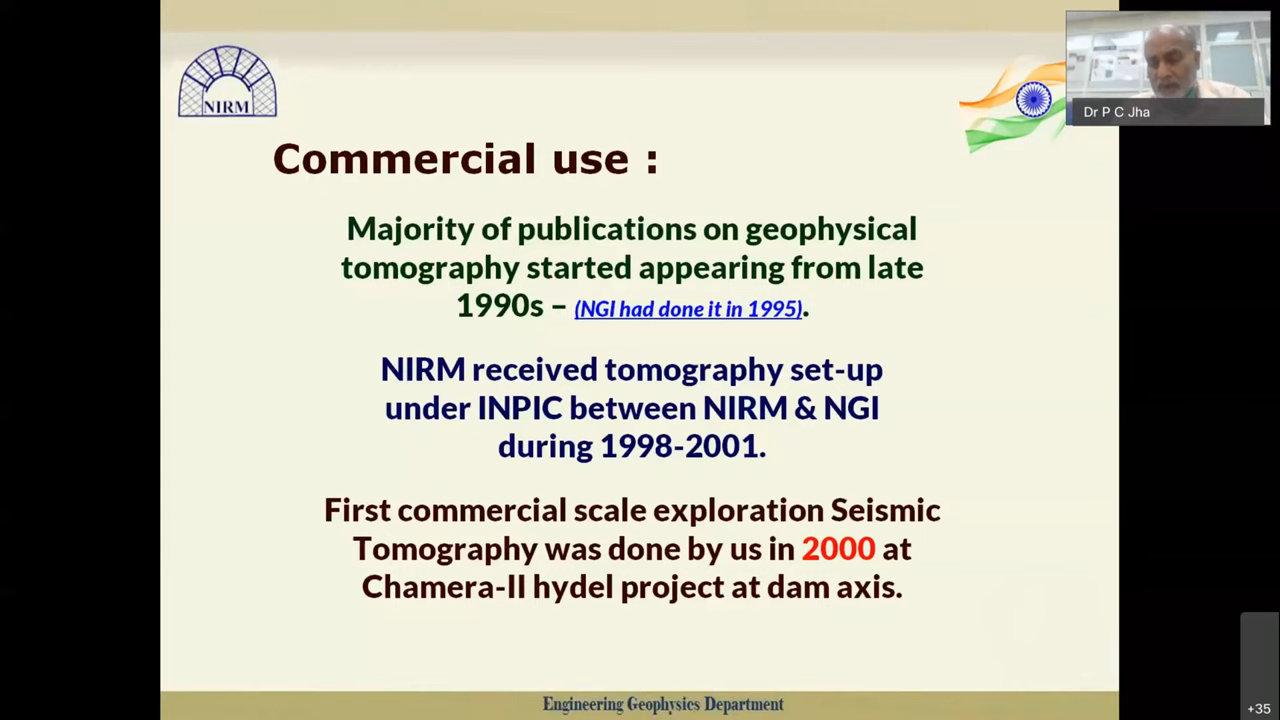 NIRM
Dr P C Jha
Commercial use :
Majority of publications on geophysical
tomography started appearing from late
1990s – (NGI had done it in 1995).
NIRM received tomography set-up
under INPIC between NIRM & NGI
during 1998-2001.
First commercial scale exploration Seismic
Tomography was done by us in 2000 at
Chamera-II hydel project at dam axis.
Engineering Geophysics Department
+35